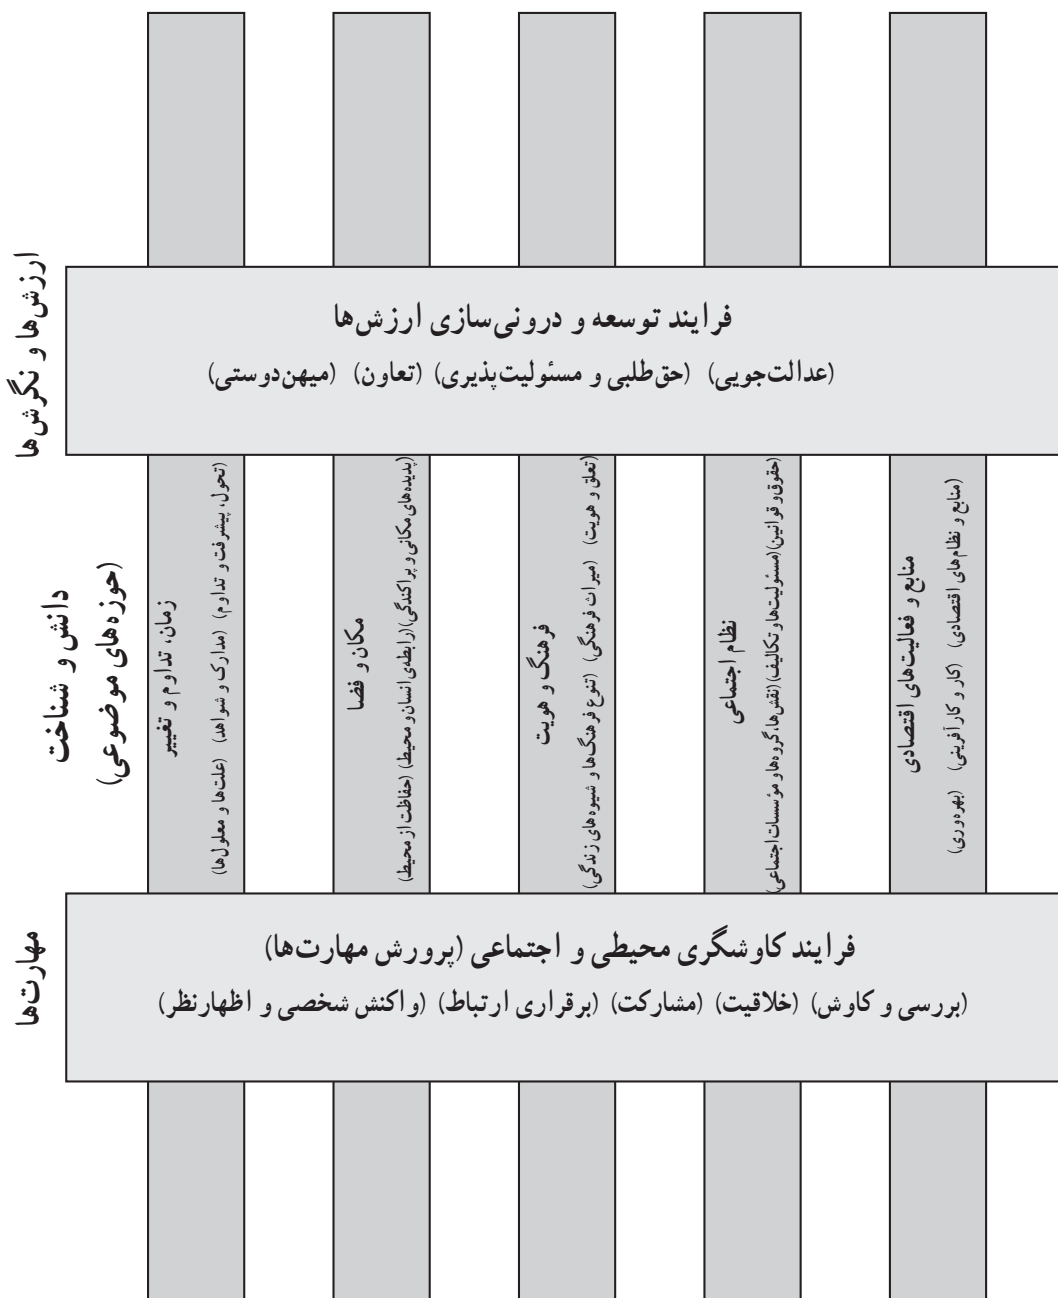 ارزش‌ها و نگرش‌ها
فرایند توسعه و درونی‌سازی ارزش‌ها
(عدالت‌جویی) (حق‌طلبی و مسئولیت‌پذیری) (تعاون) (میهن‌دوستی)
دانش و شناخت
(حوزه‌های موضوعی)
زمان، تداوم و تغییر
(تحول، پیشرفت و تداوم) (مدارک و شواهد) (علت‌ها و معلول‌ها)
مکان و فضا
(پدیده‌های مکانی و پراکندگی) (رابطه‌ی انسان و محیط) (حفاظت از محیط)
فرهنگ و هویت
(تعلق و هویت) (میراث فرهنگی) (تنوع فرهنگ‌ها و شیوه‌های زندگی)
نظام اجتماعی
(حقوق و قوانین) (مسئولیت‌ها و تکالیف) (نقش‌ها، گروه‌ها و مؤسسات اجتماعی)
منابع و فعالیت‌های اقتصادی
(منابع و نظام‌های اقتصادی) (کار و کارآفرینی) (بهره‌وری)
مهارت‌ها
فرایند کاوشگری محیطی و اجتماعی (پرورش مهارت‌ها)
(بررسی و کاوش) (خلاقیت) (مشارکت) (برقراری ارتباط) (واکنش شخصی و اظهارنظر)